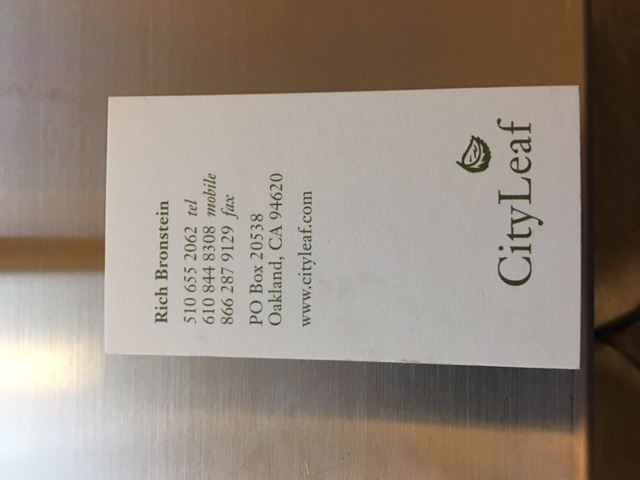 Rich Bronstein
510 655 2062 tel
610 844 8308 mobile
866 287 9129 fax
PO Box 20538
Oakland, CA 94620
www.cityleaf.com
CityLeaf